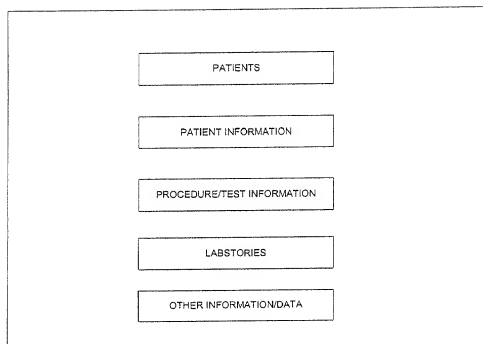 PATIENTS
PATIENT INFORMATION
PROCEDURE/TEST INFORMATION
LABSTORIES
OTHER INFORMATION/DATA